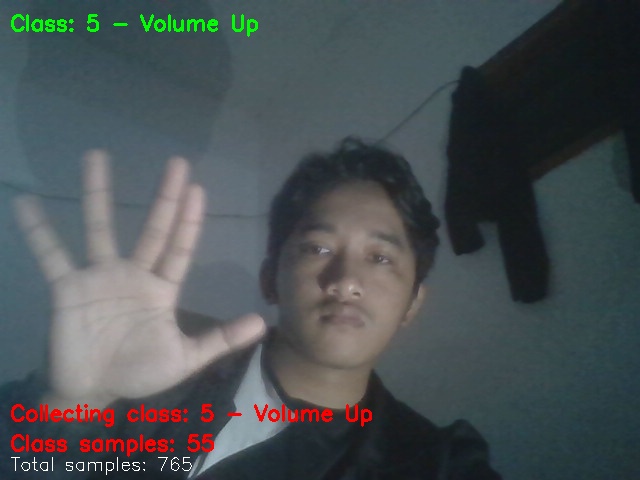 Class: 5 - Volume Up
Collecting class: 5 - Volume Up
Class samples: 55
Total samples: 765